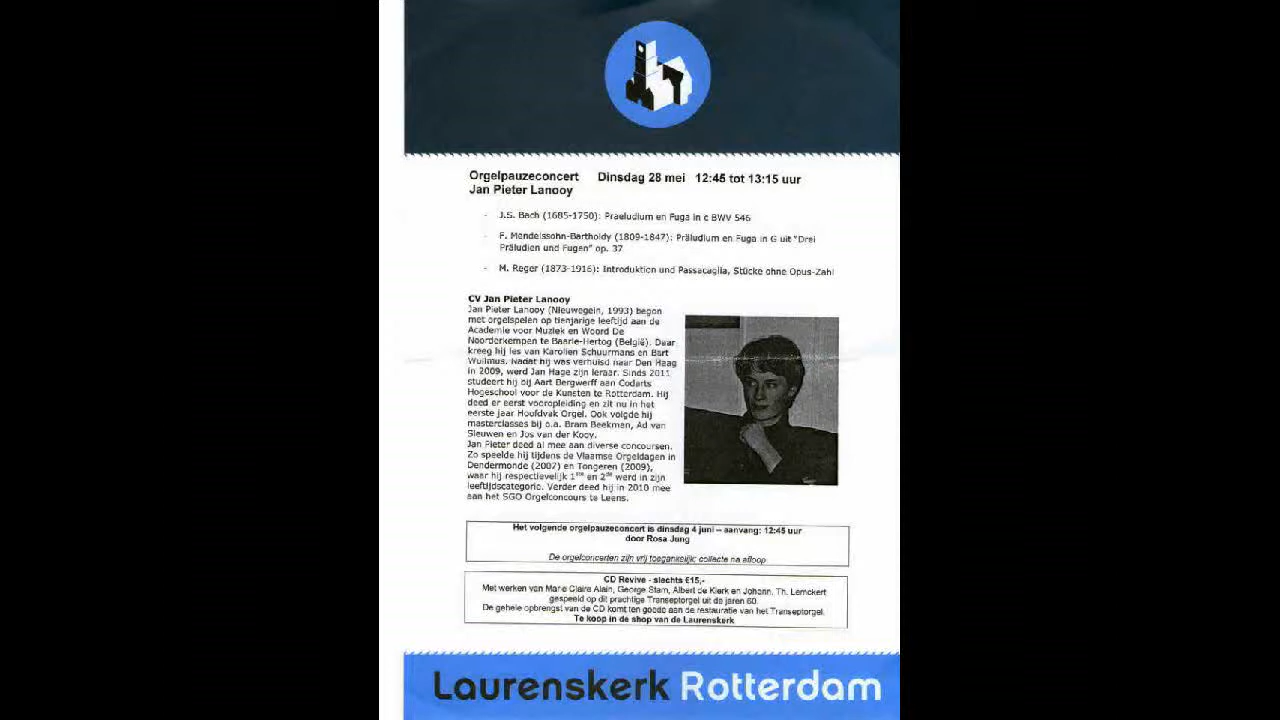 Orgelpauzeconcert Dinsdag 28 mei 12:45 tot 13:15 uur
Jan Pieter Lanooy
- J.S. Bach (1685-1750): Praeludium en Fuga in c BWV 546
- F. Mendelssohn-Bartholdy (1809-1847): Präludium en Fuga in G uit "Drei
Präludien und Fugen" op. 37
- M. Reger (1873-1916): Introduktion und Passacaglia, Stücke ohne Opus-Zahl
CV Jan Pieter Lanooy
Jan Pieter Lanooy (Nieuwegein, 1993) begon
met orgelspelen op tienjarige leeftijd aan de
Academie voor Muziek en Woord De
Noorderkempen te Baarle-Hertog (België). Daar
kreeg hij les van Karolien Schuurmans en Bart
Wuilmus. Nadat hij was verhuisd naar Den Haag
in 2009, werd Jan Hage zijn leraar. Sinds 2011
studeert hij bij Aart Bergwerff aan Codarts
Hogeschool voor de Kunsten te Rotterdam. Hij
deed er eerst vooropleiding en zit nu in het
eerste jaar Hoofdvak Orgel. Ook volgde hij
masterclasses bij o.a. Bram Beekman, Ad van
Sleuwen en Jos van der Kooy.
Jan Pieter deed al mee aan diverse concoursen.
Zo speelde hij tijdens de Vlaamse Orgeldagen in
Dendermonde (2007) en Tongeren (2009),
waar hij respectievelijk 1ste en 2de werd in zijn
leeftijdscategorie. Verder deed hij in 2010 mee
aan het SGO Orgelconcours te Leens.
Het volgende orgelpauzeconcert is dinsdag 4 juni – aanvang: 12:45 uur
door Rosa Jung
De orgelconcerten zijn vrij toegankelijk; collecte na afloop
CD Revive - slechts €15,-
Met werken van Marie Claire Alain, George Stam, Albert de Klerk en Johann. Th. Lemckert
gespeeld op dit prachtige Transeptorgel uit de jaren 60.
De gehele opbrengst van de CD komt ten goede aan de restauratie van het Transeptorgel.
Te koop in de shop van de Laurenskerk
Laurenskerk Rotterdam